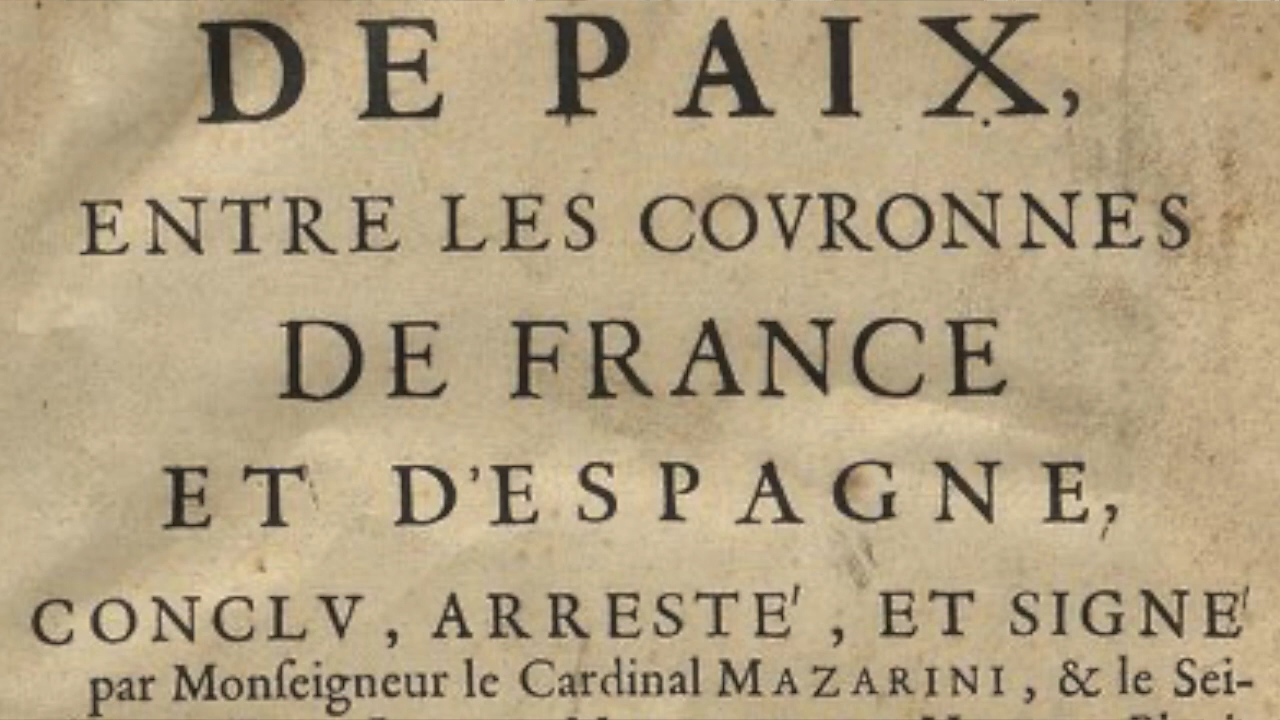 DE PAIX,
ENTRE LES COVRONNES
DE FRANCE
ET D'ESPAGNE,
CONCLV, ARRESTE', ET SIGNE'
par Monſeigneur le Cardinal MAZARINI, & le Sei-